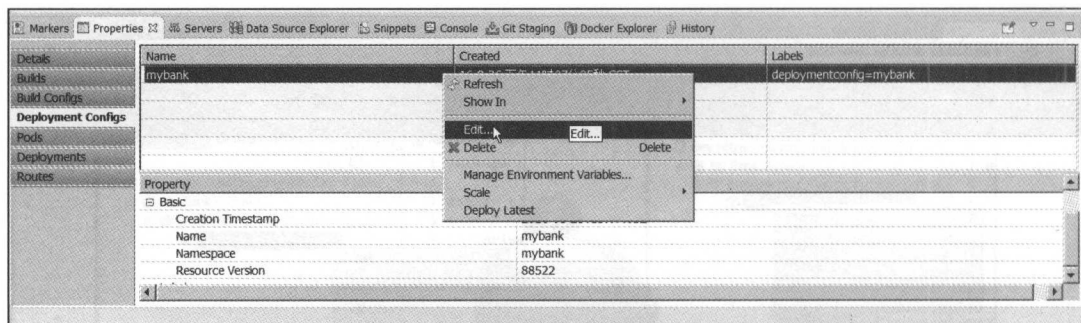 Markers Properties Servers Data Source Explorer Snippets Console Git Staging Docker Explorer History
Details
Builds
Build Configs
Deployment Configs
Pods
Deployments
Routes
Name Created Labels
mybank deploymentconfig=mybank
Refresh
Show In
Edit... Edit...
Delete Delete
Manage Environment Variables...
Scale
Deploy Latest
Property
Basic
Creation Timestamp
Name mybank
Namespace mybank
Resource Version 88522